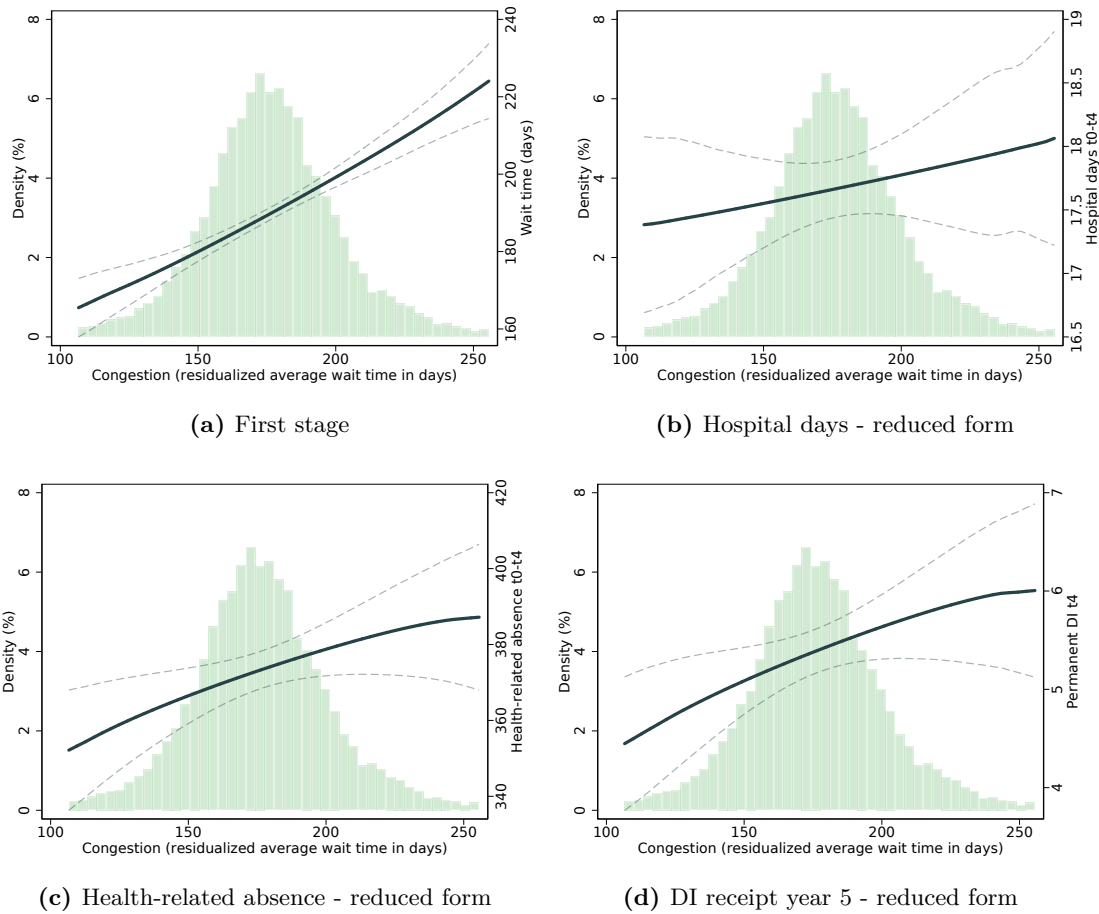 Density (%)
0 2 4 6 8
160 180 200 220 240
Wait time (days)
100 150 200 250
Congestion (residualized average wait time in days)
(a) First stage
Density (%)
0 2 4 6 8
16.5 17 17.5 18 18.5 19
Hospital days t0-t4
100 150 200 250
Congestion (residualized average wait time in days)
(b) Hospital days - reduced form
Density (%)
0 2 4 6 8
340 360 380 400 420
Health-related absence t0-t4
100 150 200 250
Congestion (residualized average wait time in days)
(c) Health-related absence - reduced form
Density (%)
0 2 4 6 8
4 5 6 7
Permanent DI t4
100 150 200 250
Congestion (residualized average wait time in days)
(d) DI receipt year 5 - reduced form